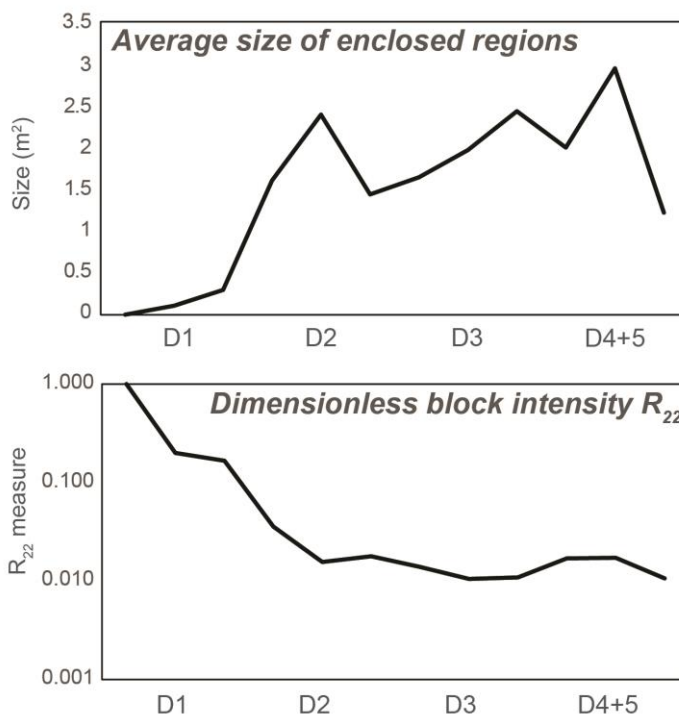 Average size of enclosed regions
Size (m²)
3.5
3
2.5
2
1.5
1
0.5
0
D1 D2 D3 D4+5
Dimensionless block intensity R₂₂
R₂₂ measure
1.000
0.100
0.010
0.001
D1 D2 D3 D4+5